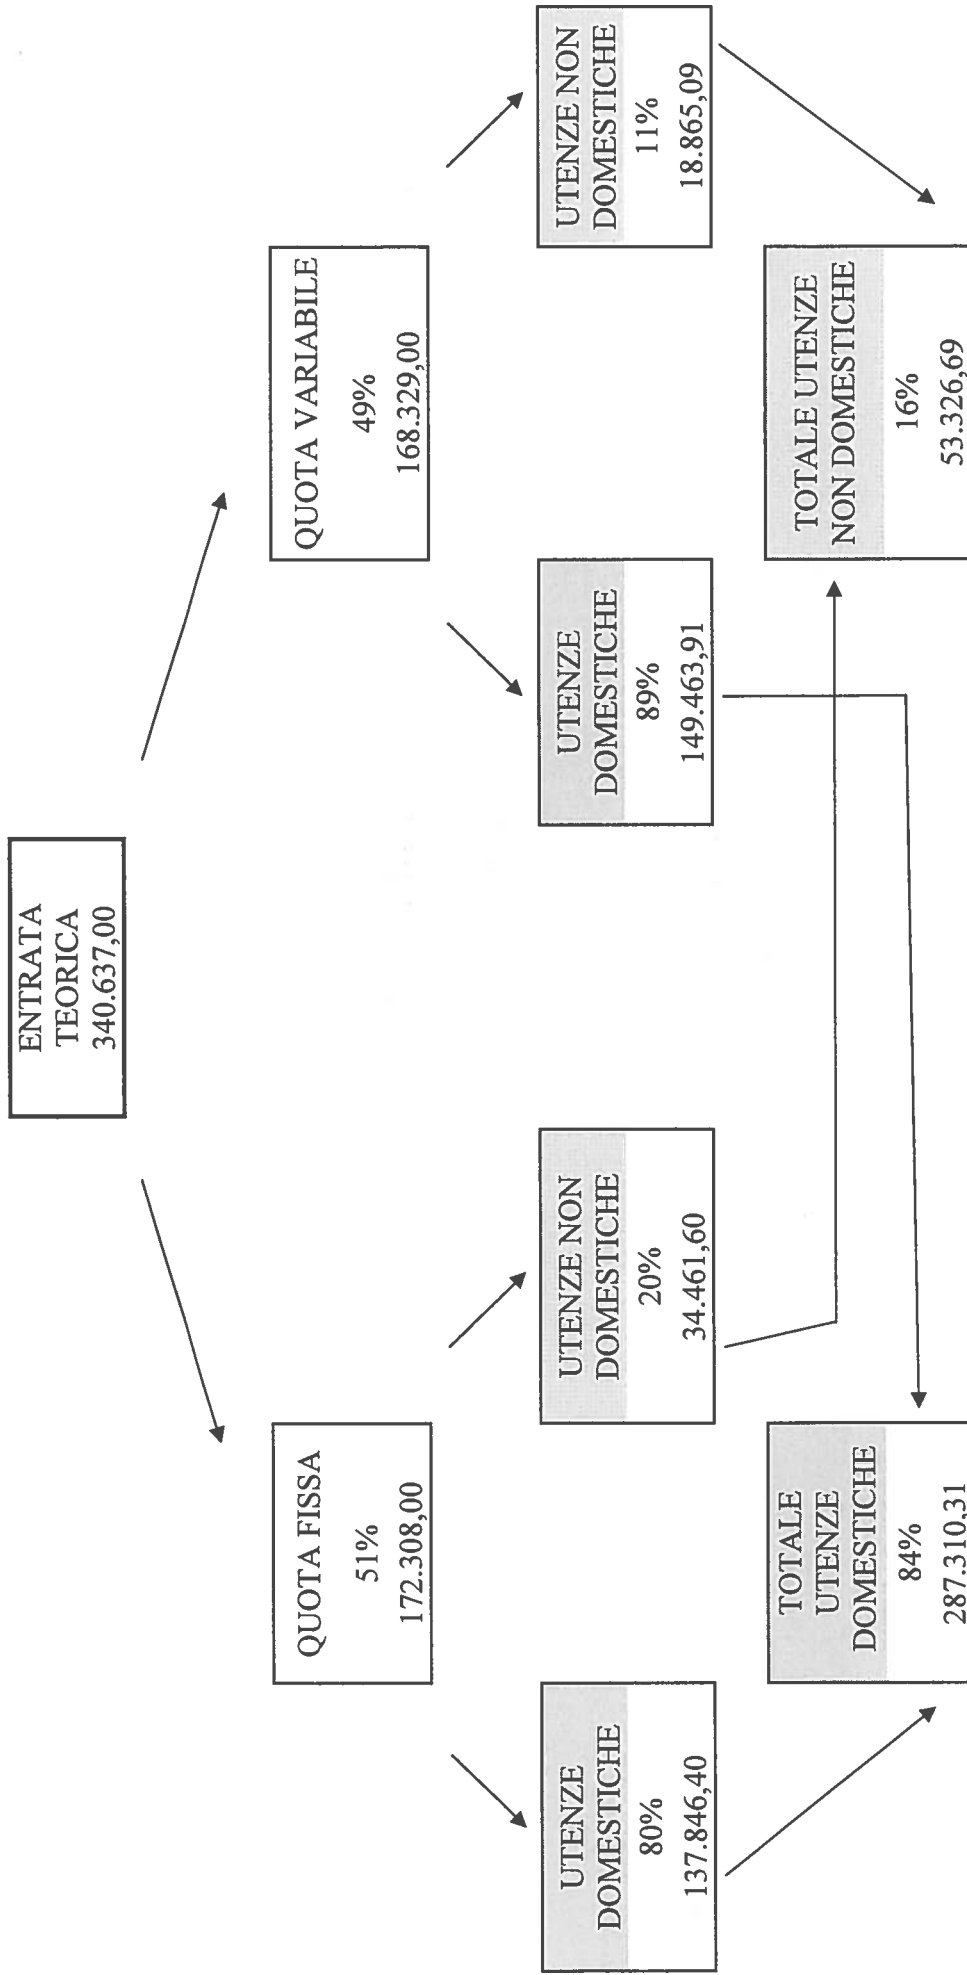 ENTRATA
TEORICA
340.637,00
QUOTA FISSA
51%
172.308,00
QUOTA VARIABILE
49%
168.329,00
UTENZE
DOMESTICHE
80%
137.846,40
UTENZE NON
DOMESTICHE
20%
34.461,60
UTENZE
DOMESTICHE
89%
149.463,91
UTENZE NON
DOMESTICHE
11%
18.865,09
TOTALE
UTENZE
DOMESTICHE
84%
287.310,31
TOTALE UTENZE
NON DOMESTICHE
16%
53.326,69